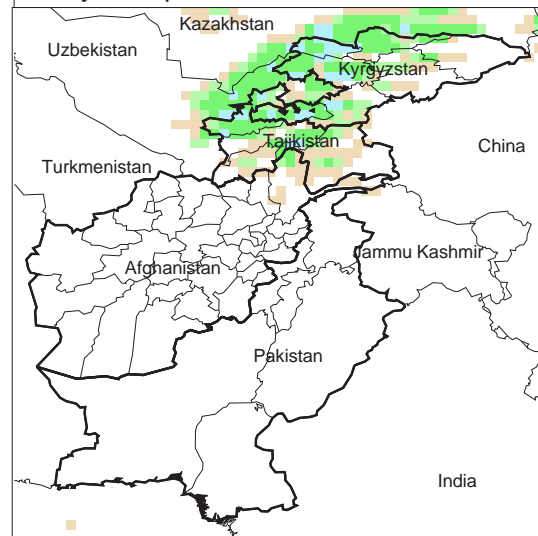 Kazakhstan
Uzbekistan
Kyrgyzstan
Tajikistan
China
Turkmenistan
Jammu Kashmir
Afghanistan
Pakistan
India